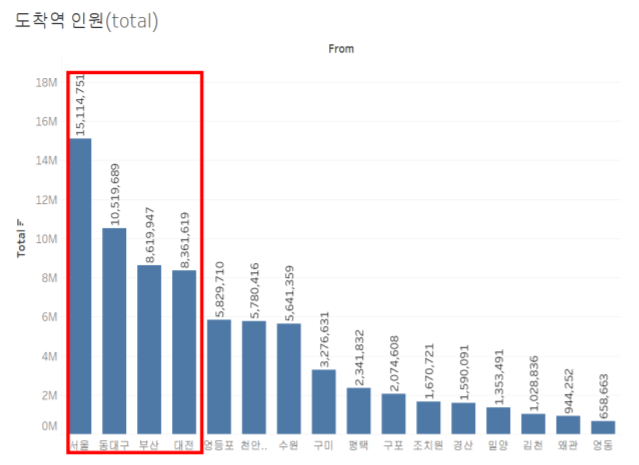 도착역 인원(total)
From
18M
16M
14M
12M
10M
8M
6M
4M
2M
0M
Total
15,114,751
10,519,689
8,619,947
8,361,619
5,829,710
5,780,416
5,641,359
3,276,631
2,341,832
2,074,608
1,670,721
1,590,091
1,353,491
1,028,836
944,252
658,663
서울 동대구 부산 대전 영등포 천안.. 수원 구미 평택 구포 조치원 경산 밀양 김천 왜관 영동